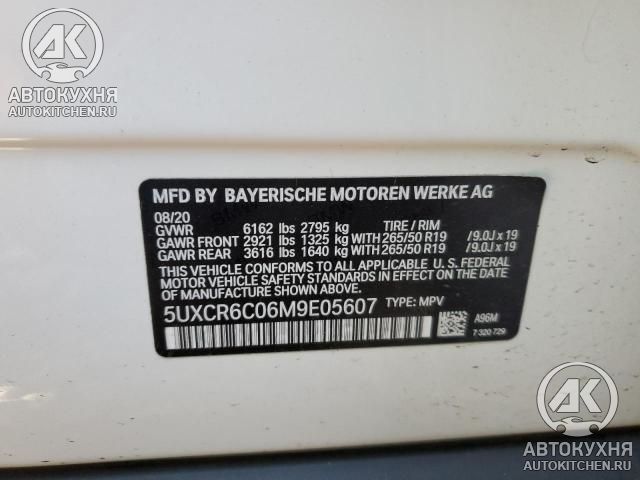 АВТОКУХНЯ
AUTOKITCHEN.RU
MFD BY BAYERISCHE MOTOREN WERKE AG
08/20
GVWR 6162 lbs 2795 kg TIRE / RIM
GAWR FRONT 2921 lbs 1325 kg WITH 265/50 R19 /9.0J x 19
GAWR REAR 3616 lbs 1640 kg WITH 265/50 R19 /9.0J x 19
THIS VEHICLE CONFORMS TO ALL APPLICABLE U. S. FEDERAL
MOTOR VEHICLE SAFETY STANDARDS IN EFFECT ON
THE DATE OF MANUFACTURE SHOWN ABOVE.
5UXCR6C06M9E05607 TYPE: MPV
A96M
7 320 729
АК
АВТОКУХНЯ
AUTOKITCHEN.RU